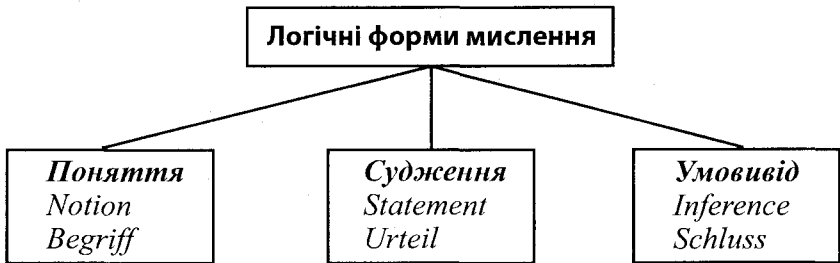 Логічні форми мислення
Поняття
Notion
Begriff
Судження
Statement
Urteil
Умовивід
Inference
Schluss